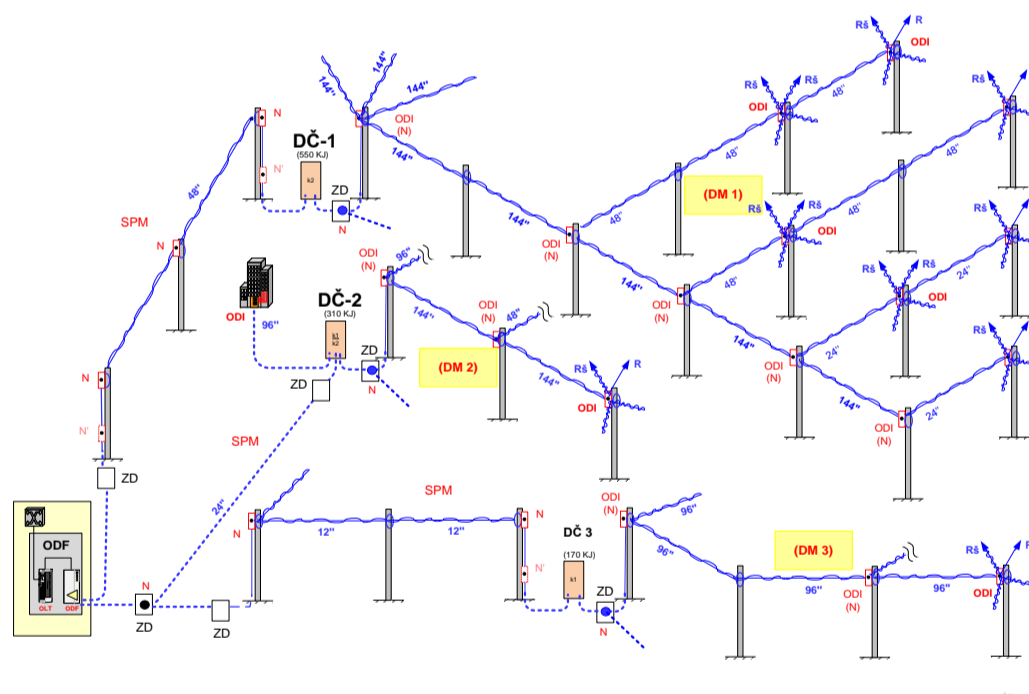 Rš
R
ODI
48"
Rš
Rš
ODI
48"
144"
144"
144"
ODI
(N)
N
N'
DČ-1
(550 KJ)
k2
ZD
N
144"
48"
SPM
N
144"
48"
ODI
(N)
(DM 1)
Rš
Rš
ODI
48"
48"
144"
ODI
(N)
Rš
Rš
ODI
24"
144"
24"
ODI
(N)
144"
24"
ODI
(N)
ODI
96"
DČ-2
(310 KJ)
k1
k2
ZD
N
ZD
ODI
(N)
96"
144"
ODI
(N)
48"
144"
(DM 2)
Rš
R
ODI
N
N'
ZD
SPM
24"
SPM
N
12"
12"
N
N'
DČ 3
(170 KJ)
k1
ZD
N
ODI
(N)
96"
96"
(DM 3)
96"
ODI
(N)
96"
Rš
R
ODI
ODF
OLT
ODF
N
ZD
ZD